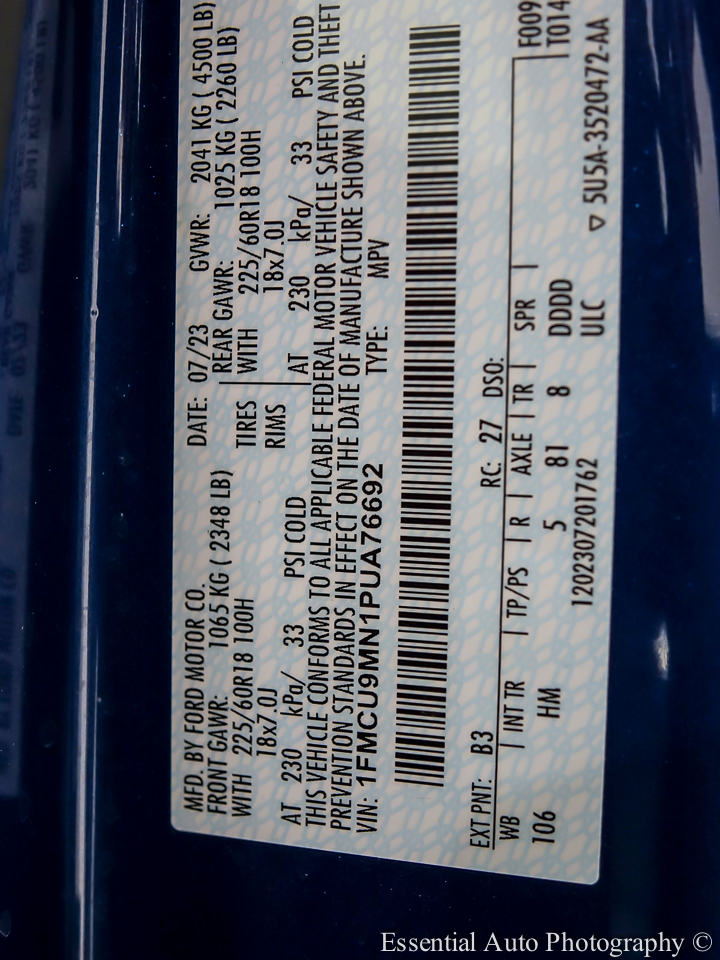 MFD. BY FORD MOTOR CO.
DATE: 07/23 GVWR: 2041 KG ( 4500 LB)
FRONT GAWR: 1065 KG ( 2348 LB)
REAR GAWR: 1025 KG ( 2260 LB)
WITH 225/60R18 100H TIRES WITH 225/60R18 100H
18x7.0J RIMS 18x7.0J
AT 230 kPa/ 33 PSI COLD AT 230 kPa/ 33 PSI COLD
THIS VEHICLE CONFORMS TO ALL APPLICABLE FEDERAL MOTOR VEHICLE SAFETY AND THEFT
PREVENTION STANDARDS IN EFFECT ON THE DATE OF MANUFACTURE SHOWN ABOVE.
VIN: 1FMCU9MN1PUA76692 TYPE: MPV
EXT PNT: B3 RC: 27 DSO: F009
WB INT TR TP/PS R AXLE TR SPR T014
106 HM 5 81 8 DDDD
1202307201762 ULC ▽ 5U5A-3520472-AA
Essential Auto Photography ©